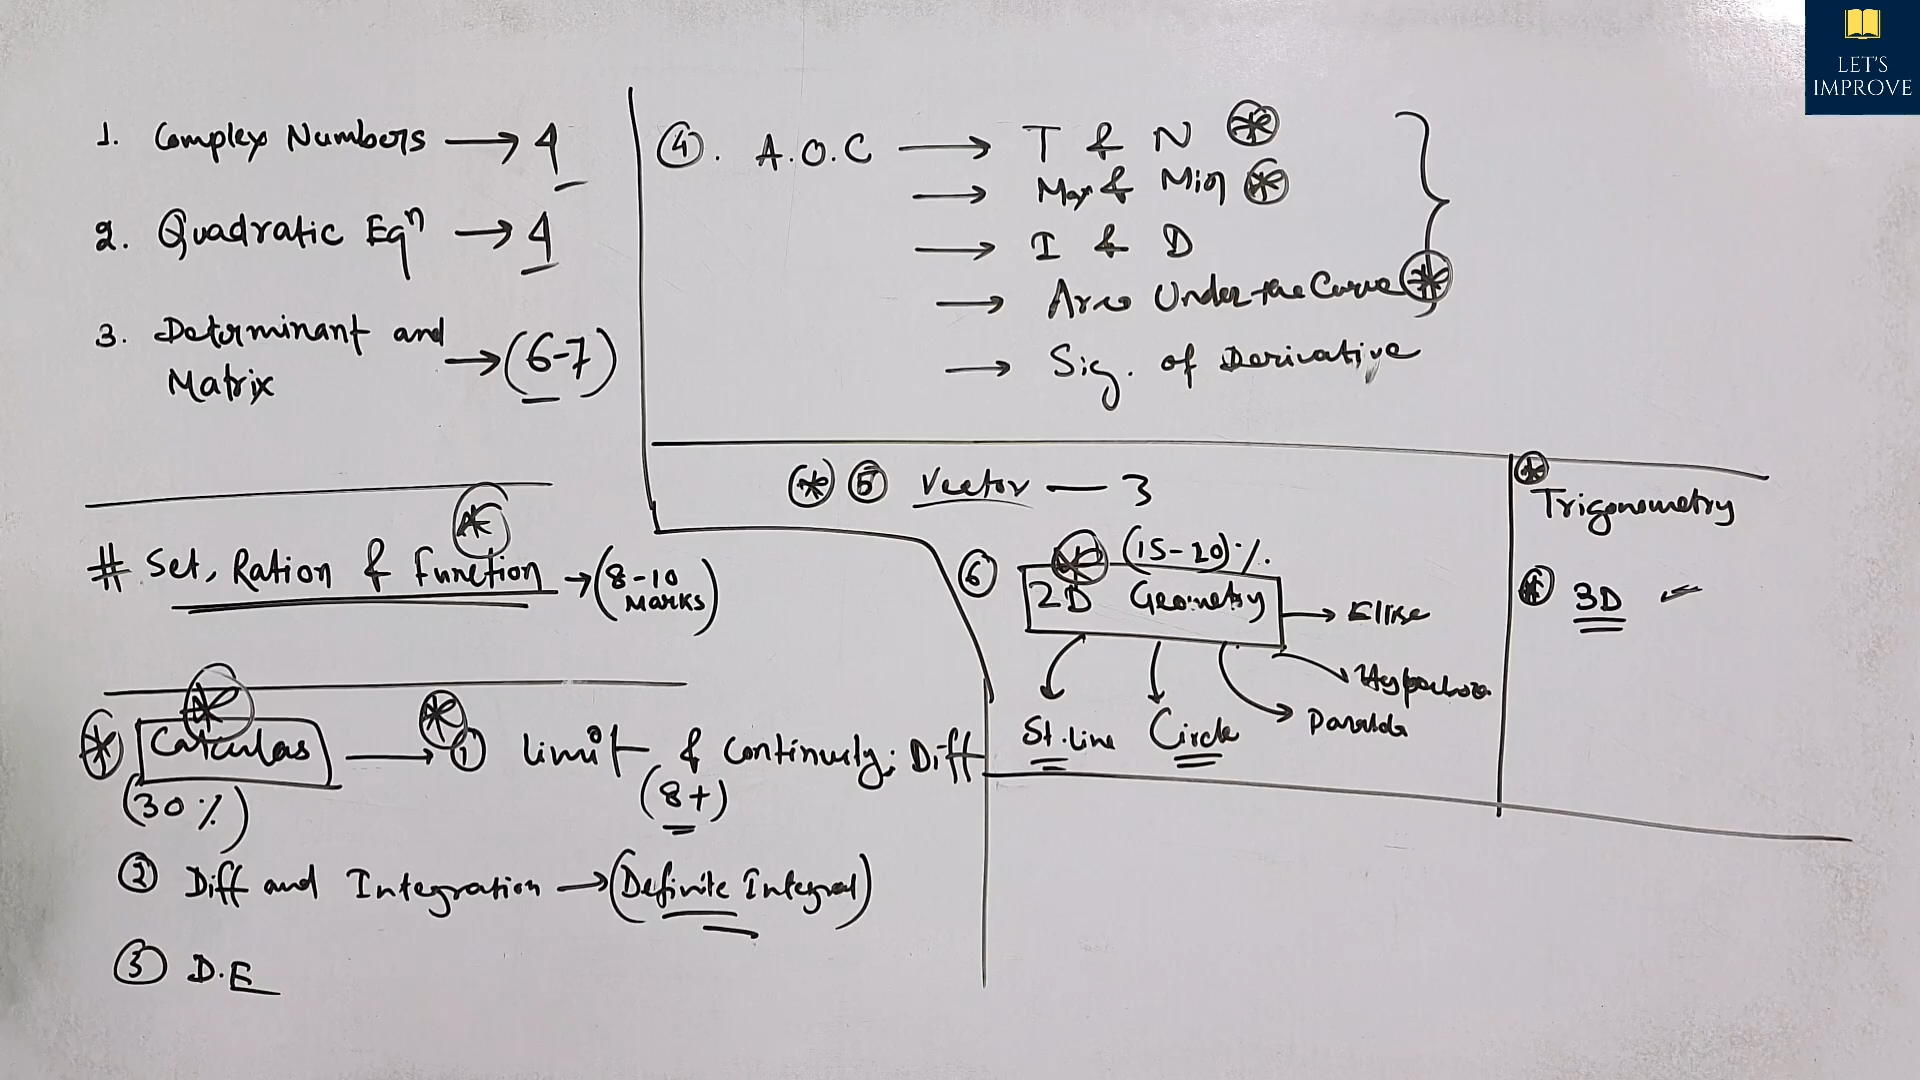 LET'S
IMPROVE
1. Complex Numbers → 4
2. Quadratic Eqⁿ → 4
3. Determinant and
Matrix → (6-7)
# Set, Ration & Function → (8-10
MARKS)
* Calculas → * ① limit & continuity; Diff
(30%) (8+)
② Diff and Integration → (Definite Integral)
③ D.E
④. A.O.C → T & N *
→ Max & Min *
→ I & D
→ Area Under the Curve *
→ Sig. of Derivative
* ⑤ Vector — 3
⑥ * (15-20)%.
2D Geometry → Ellise
St. line
Circle
Parabola
Hyperbola
*
Trigonometry
* 3D